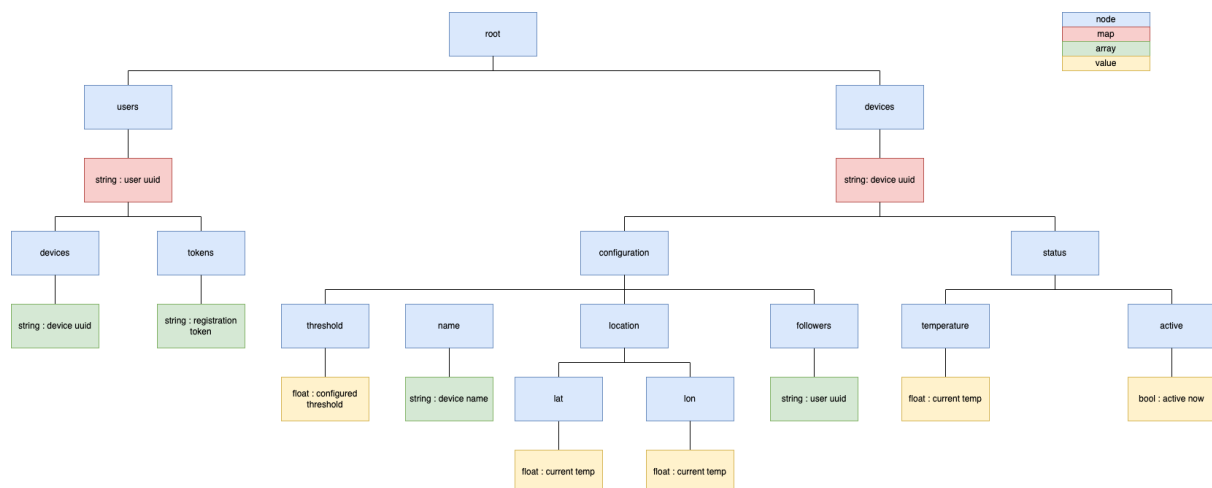 root
node
map
array
value
users
devices
string : user uuid
string: device uuid
devices
tokens
configuration
status
string : device uuid
string : registration
token
threshold
name
location
followers
temperature
active
float : configured
threshold
string : device name
lat
lon
string : user uuid
float : current temp
bool : active now
float : current temp
float : current temp